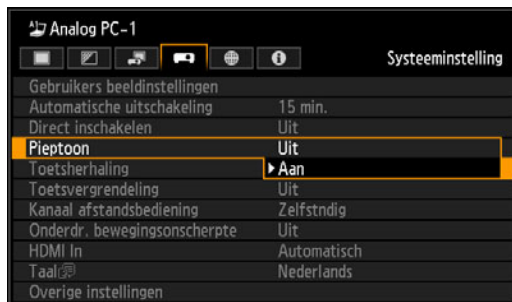 Analog PC-1
Systeeminstelling
Gebruikers beeldinstellingen
Automatische uitschakeling 15 min.
Direct inschakelen Uit
Pieptoon Uit
Toetsherhaling Aan
Toetsvergrendeling Uit
Kanaal afstandsbediening Zelfstndig
Onderdr. bewegingsonscherpte Uit
HDMI In Automatisch
Taal Nederlands
Overige instellingen